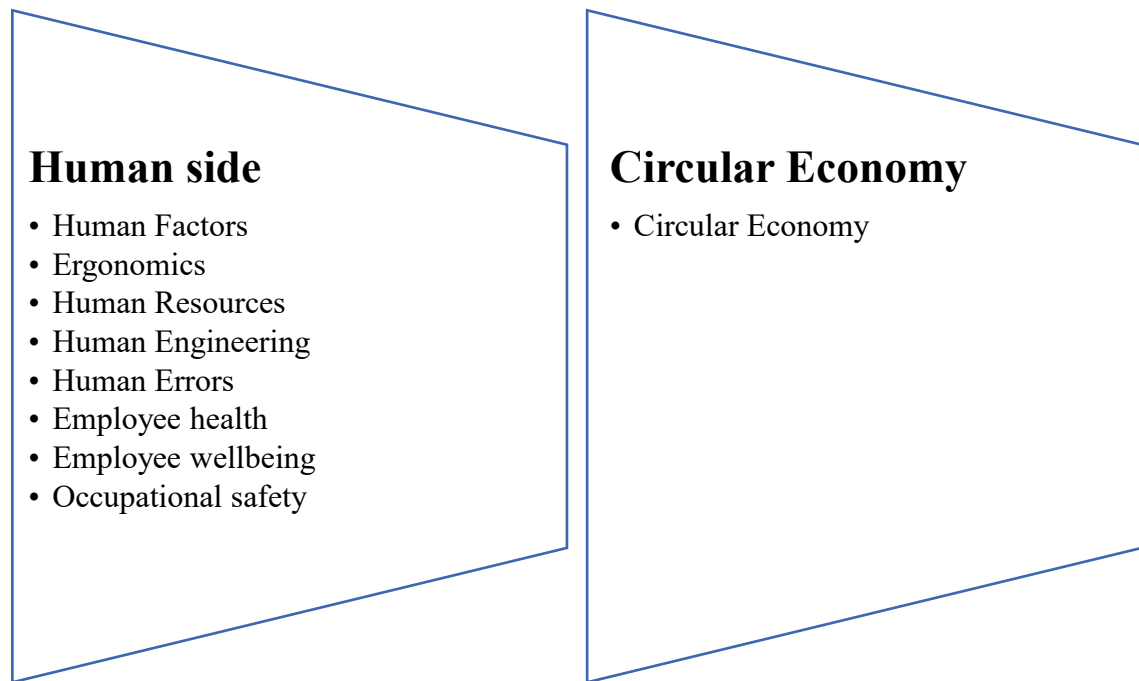 Human side
• Human Factors
• Ergonomics
• Human Resources
• Human Engineering
• Human Errors
• Employee health
• Employee wellbeing
• Occupational safety
Circular Economy
• Circular Economy